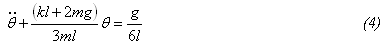 θ̈ + (kl + 2mg)/3ml θ = g/6l (4)